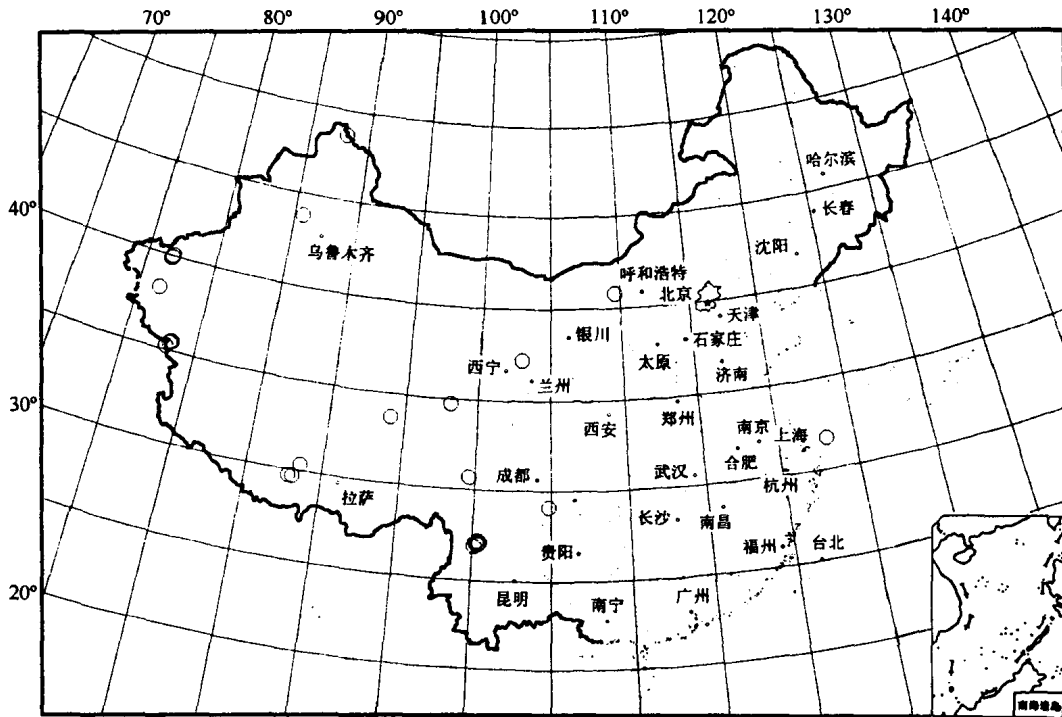 70° 80° 90° 100° 110° 120° 130° 140°
哈尔滨
长春
40°
沈阳
乌鲁木齐
呼和浩特
北京
天津
银川
石家庄
西宁
太原
兰州
济南
30°
郑州
西安
南京
上海
合肥
成都
武汉
杭州
拉萨
长沙
南昌
贵阳
福州
台北
20°
昆明
南宁
广州